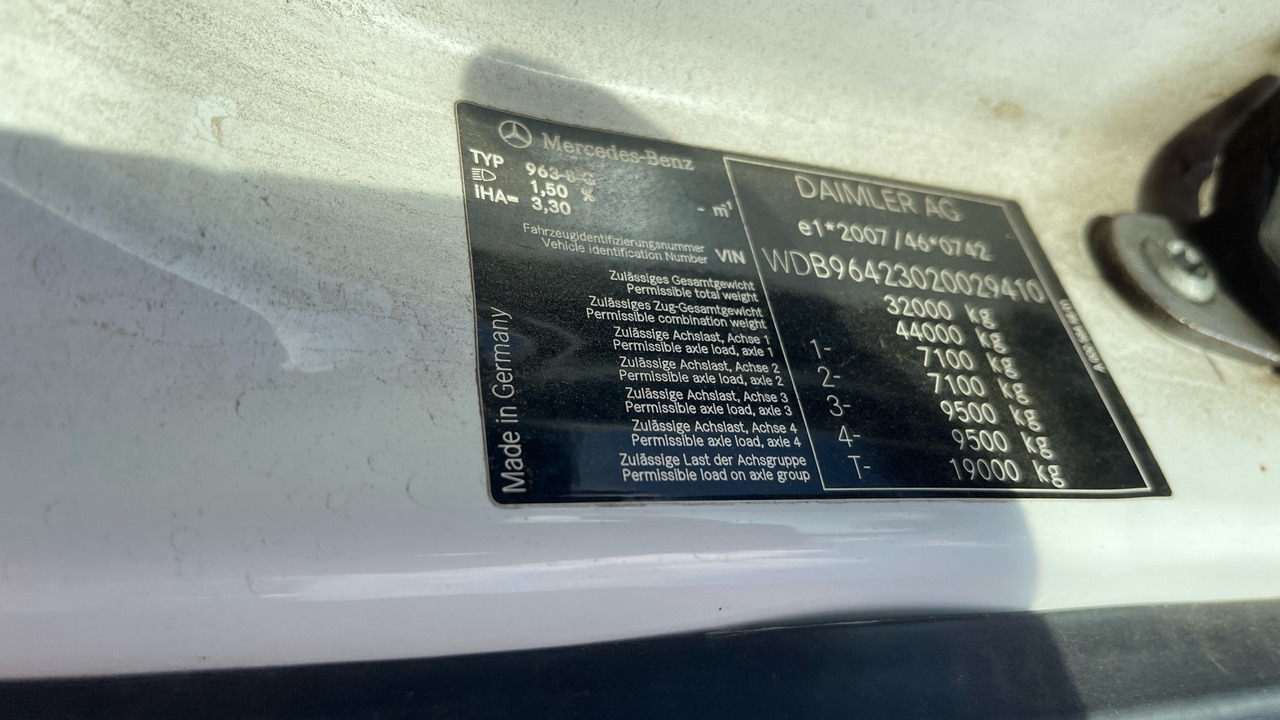 Mercedes-Benz
TYP 963-8-C
1,50 %
iHA= 3,30 - m¹
Fahrzeugidentifizierungsnummer
Vehicle Identification Number VIN
Zulässiges Gesamtgewicht
Permissible total weight
Zulässiges Zug-Gesamtgewicht
Permissible combination weight
Zulässige Achslast, Achse 1
Permissible axle load, axle 1
Zulässige Achslast, Achse 2
Permissible axle load, axle 2
Zulässige Achslast, Achse 3
Permissible axle load, axle 3
Zulässige Achslast, Achse 4
Permissible axle load, axle 4
Zulässige Last der Achsgruppe
Permissible load on axle group
Made in Germany
DAIMLER AG
e1*2007/46*0742
WDB96423020029410
32000 kg
44000 kg
1- 7100 kg
2- 7100 kg
3- 9500 kg
4- 9500 kg
T- 19000 kg